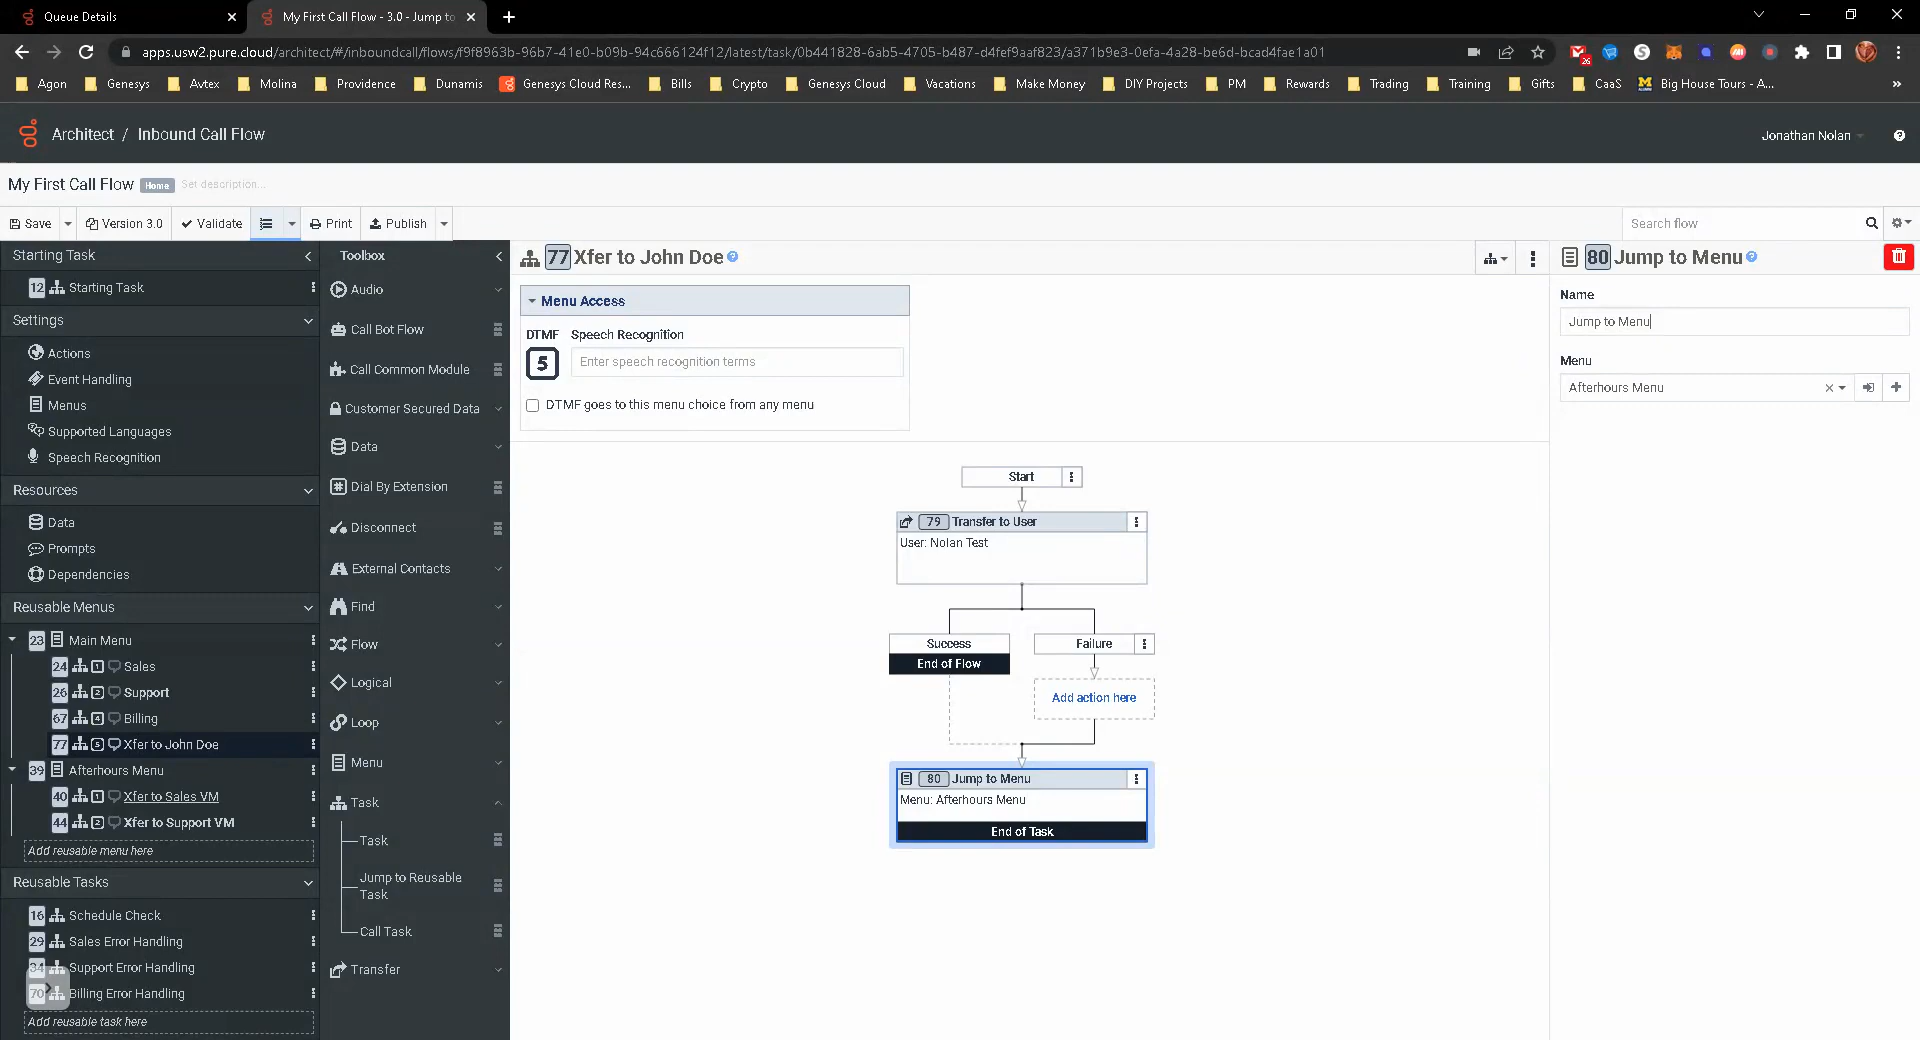 Queue Details
My First Call Flow - 3.0 - Jump to
apps.usw2.pure.cloud/architect/#/inboundcall/flows/f9f8963b-96b7-41e0-b09b-94c666124f12/latest/task/0b441828-6ab5-4705-b487-d4fef9aaf823/a371b9e3-0efa-4a28-be6d-bcad4fae1a01
26
Agon Genesys Avtex Molina Providence Dunamis Genesys Cloud Res... Bills Crypto Genesys Cloud Vacations Make Money DIY Projects PM Rewards Trading Training Gifts CaaS Big House Tours - A... »
Architect / Inbound Call Flow
Jonathan Nolan
My First Call Flow Home Set description...
Save Version 3.0 Validate Print Publish
Search flow
Starting Task
12 Starting Task
Settings
Actions
Event Handling
Menus
Supported Languages
Speech Recognition
Resources
Data
Prompts
Dependencies
Reusable Menus
23 Main Menu
24 1 Sales
26 2 Support
67 4 Billing
77 5 Xfer to John Doe
39 Afterhours Menu
40 1 Xfer to Sales VM
44 2 Xfer to Support VM
Add reusable menu here
Reusable Tasks
16 Schedule Check
29 Sales Error Handling
34 Support Error Handling
70 Billing Error Handling
Add reusable task here
Toolbox
Audio
Call Bot Flow
Call Common Module
Customer Secured Data
Data
Dial By Extension
Disconnect
External Contacts
Find
Flow
Logical
Loop
Menu
Task
Task
Jump to Reusable
Task
Call Task
Transfer
77 Xfer to John Doe
Menu Access
DTMF Speech Recognition
5 Enter speech recognition terms
DTMF goes to this menu choice from any menu
Start
79 Transfer to User
User: Nolan Test
Success
End of Flow
Failure
Add action here
80 Jump to Menu
Menu: Afterhours Menu
End of Task
80 Jump to Menu
Name
Jump to Menu
Menu
Afterhours Menu